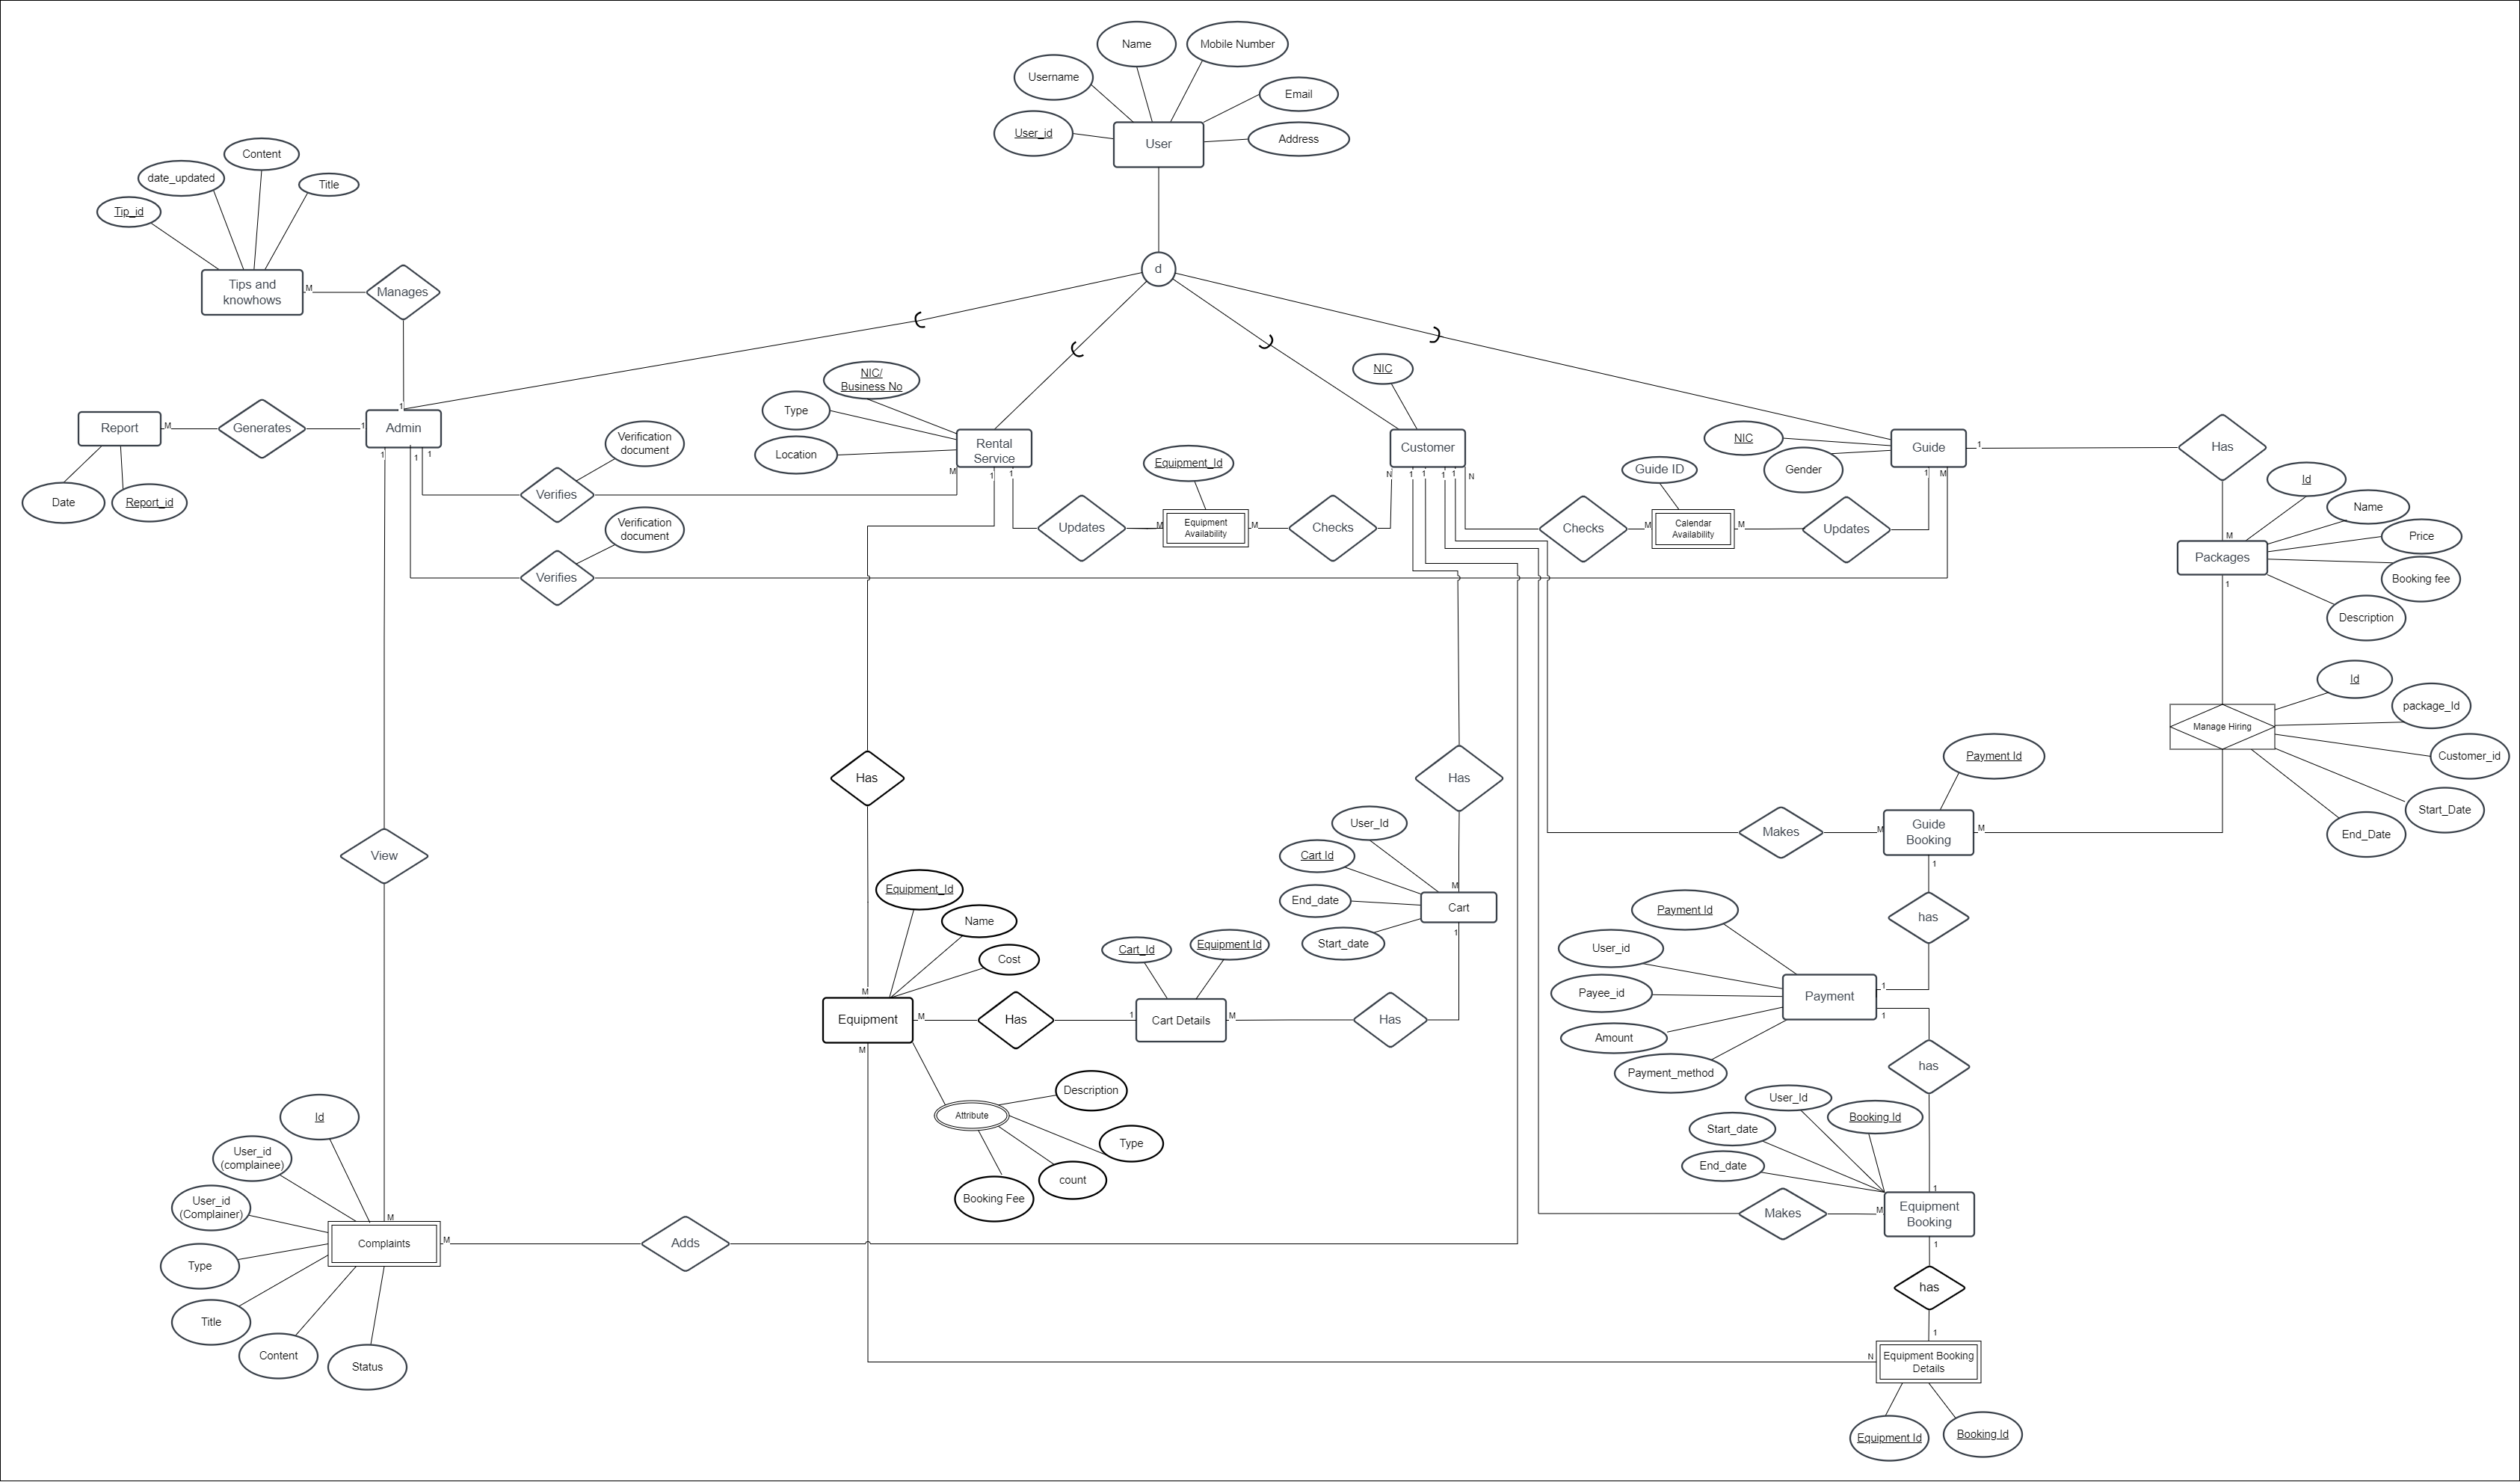 Name
Mobile Number
Username
Email
User_id
User
Address
Content
date_updated
Title
Tip_id
Tips and
knowhows
M
Manages
d
1
NIC/
Business No
NIC
Type
Location
Report
M
Generates
1
Admin
Verification
document
Rental
Service
Customer
NIC
Gender
Guide
1
Has
1
1
1
M
1
1
N
1
1
1
1
N
1
M
Equipment_Id
Guide ID
Id
Name
Date
Report_id
Verifies
Verification
document
Updates
M
Equipment
Availability
M
Checks
Checks
M
Calendar
Availability
M
Updates
M
Price
Packages
Booking fee
1
Description
Verifies
Id
package_Id
Manage Hiring
Customer_id
Start_Date
End_Date
Payment Id
Has
Has
View
User_Id
Cart Id
End_date
Start_date
M
Cart
1
Makes
M
Guide
Booking
M
1
has
Equipment_Id
Name
Cost
M
Equipment
M
M
Has
1
Cart_Id
Equipment Id
Cart Details
M
Has
Payment Id
User_id
Payee_id
Amount
Payment_method
Payment
1
1
has
Attribute
Description
Type
count
Booking Fee
User_Id
Start_date
Booking Id
End_date
1
Makes
M
Equipment
Booking
1
Id
User_id
(complainee)
User_id
(Complainer)
M
Type
Complaints
M
Adds
Title
Content
Status
has
1
N
Equipment Booking
Details
Equipment Id
Booking Id